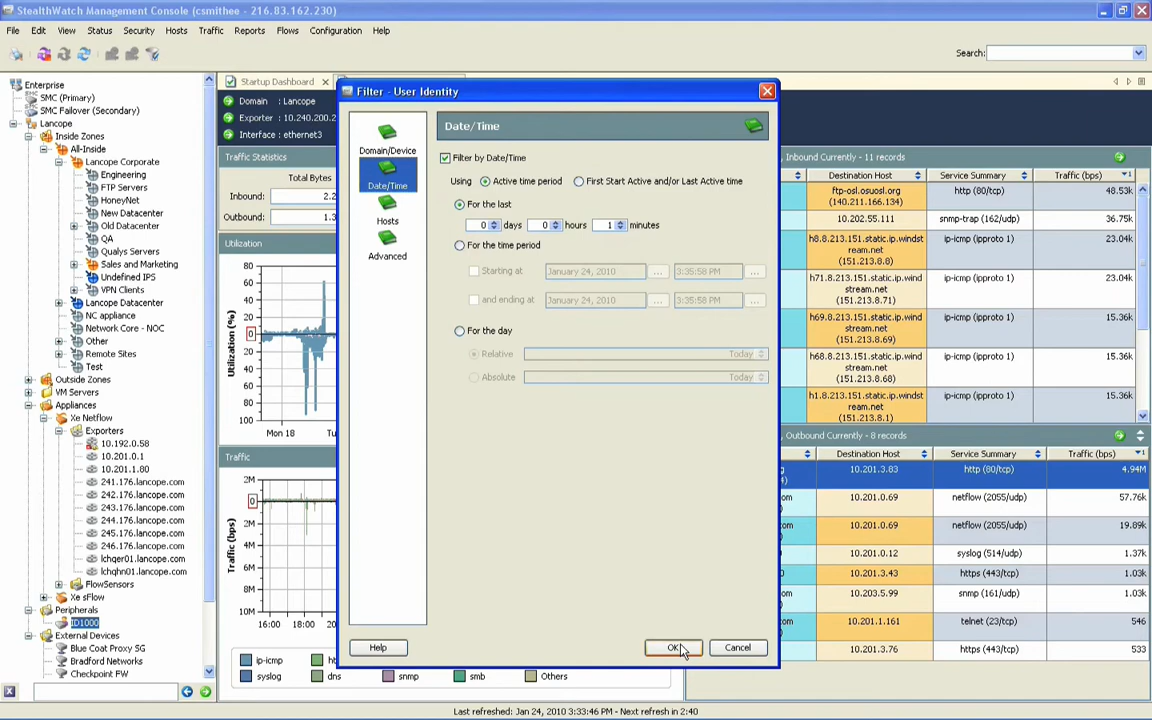 StealthWatch Management Console (csmithee - 216.83.162.230)
File Edit View Status Security Hosts Traffic Reports Flows Configuration Help
Search:
Enterprise
SMC (Primary)
SMC Failover (Secondary)
Lancope
Inside Zones
All-Inside
Lancope Corporate
Engineering
FTP Servers
HoneyNet
New Datacenter
Old Datacenter
QA
Qualys Servers
Sales and Marketing
Undefined IPS
VPN Clients
Lancope Datacenter
NC appliance
Network Core - NOC
Other
Remote Sites
Test
Outside Zones
VM Servers
Appliances
Xe Netflow
Exporters
10.192.0.58
10.201.0.1
10.201.1.80
241.176.lancope.com
242.176.lancope.com
243.176.lancope.com
244.176.lancope.com
245.176.lancope.com
246.176.lancope.com
lchqer01.lancope.com
lchqhn01.lancope.com
FlowSensors
Xe sFlow
Peripherals
ID1000
External Devices
Blue Coat Proxy SG
Bradford Networks
Checkpoint FW
Startup Dashboard
Domain : Lancope
Exporter : 10.240.200.2
Interface : ethernet3
Traffic Statistics
Total Bytes
Inbound: 2.2
Outbound: 1.3
Utilization
Utilization (%)
80
60
40
20
0
20
40
60
80
100
Mon 18 Tu
Traffic
Traffic (bps)
2M
0
2M
4M
6M
8M
10M
16:00 18:00 20
ip-icmp
syslog dns snmp smb Others
Filter - User Identity
Domain/Device
Date/Time
Hosts
Advanced
Date/Time
Filter by Date/Time
Using Active time period First Start Active and/or Last Active time
For the last
0 days 0 hours 1 minutes
For the time period
Starting at January 24, 2010 ... 3:35:58 PM ...
and ending at January 24, 2010 ... 3:35:58 PM ...
For the day
Relative Today
Absolute Today
Help OK Cancel
Inbound Currently - 11 records
Destination Host Service Summary Traffic (bps) 1
ftp-osl.osuosl.org
(140.211.166.134) http (80/tcp) 48.53k
10.202.55.111 snmp-trap (162/udp) 36.75k
h8.8.213.151.static.ip.windst
ream.net
(151.213.8.8) ip-icmp (ipproto 1) 23.04k
h71.8.213.151.static.ip.wind
stream.net
(151.213.8.71) ip-icmp (ipproto 1) 23.04k
h69.8.213.151.static.ip.wind
stream.net
(151.213.8.69) ip-icmp (ipproto 1) 15.36k
h68.8.213.151.static.ip.wind
stream.net
(151.213.8.68) ip-icmp (ipproto 1) 15.36k
h1.8.213.151.static.ip.windst
ream.net
(151.213.8.1) ip-icmp (ipproto 1) 15.36k
, Outbound Currently - 8 records
Destination Host Service Summary Traffic (bps) 1
10.201.3.83 http (80/tcp) 4.94M
10.201.0.69 netflow (2055/udp) 57.76k
10.201.0.69 netflow (2055/udp) 19.89k
10.201.0.12 syslog (514/udp) 1.37k
10.201.3.43 https (443/tcp) 1.03k
10.203.5.99 snmp (161/udp) 1.03k
10.201.1.161 telnet (23/tcp) 546
10.201.3.76 https (443/tcp) 533
Last refreshed: Jan 24, 2010 3:33:46 PM - Next refresh in 2:40